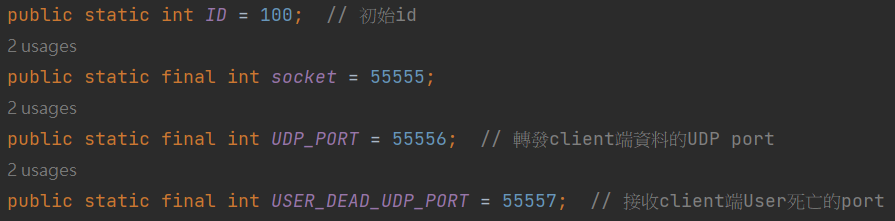 public static int ID = 100;  // 初始id
2 usages
public static final int socket = 55555;
2 usages
public static final int UDP_PORT = 55556;  // 轉發client端資料的UDP port
2 usages
public static final int USER_DEAD_UDP_PORT = 55557;  // 接收client端User死亡的port